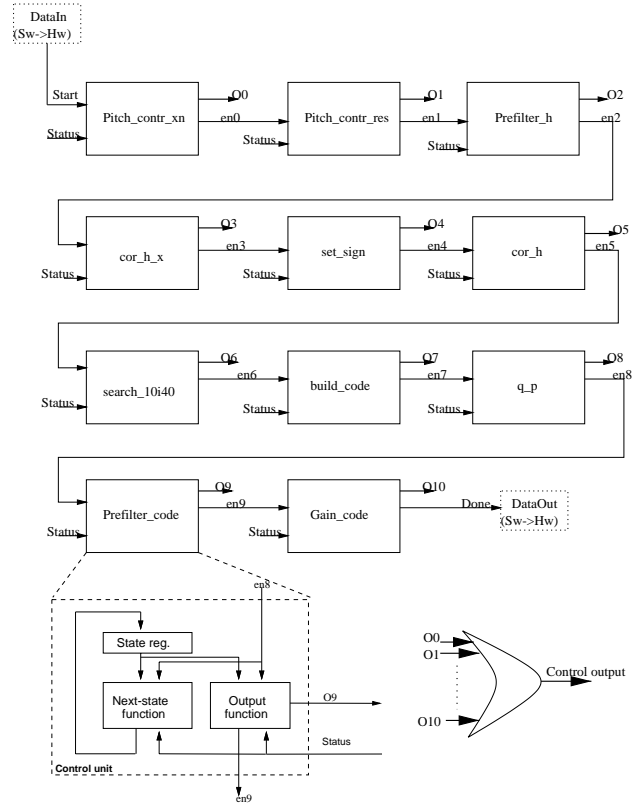 DataIn
(Sw->Hw)
Start
O0
O1
O2
Pitch_contr_xn
en0
Pitch_contr_res
en1
Prefilter_h
en2
Status
Status
Status
O3
O4
O5
cor_h_x
en3
set_sign
en4
cor_h
en5
Status
Status
Status
O6
O7
O8
search_10i40
en6
build_code
en7
q_p
en8
Status
Status
Status
O9
O10
Prefilter_code
en9
Gain_code
Done
DataOut
(Sw->Hw)
Status
Status
en8
State reg.
Next-state
function
Output
function
O9
Status
Control unit
en9
O0
O1
O10
Control output